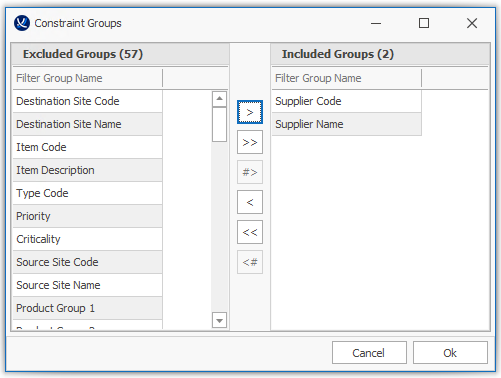 Constraint Groups
Excluded Groups (57)
Filter Group Name
Destination Site Code
Destination Site Name
Item Code
Item Description
Type Code
Priority
Criticality
Source Site Code
Source Site Name
Product Group 1
>
>>
#>
<
<<
<#
Included Groups (2)
Filter Group Name
Supplier Code
Supplier Name
Cancel
Ok